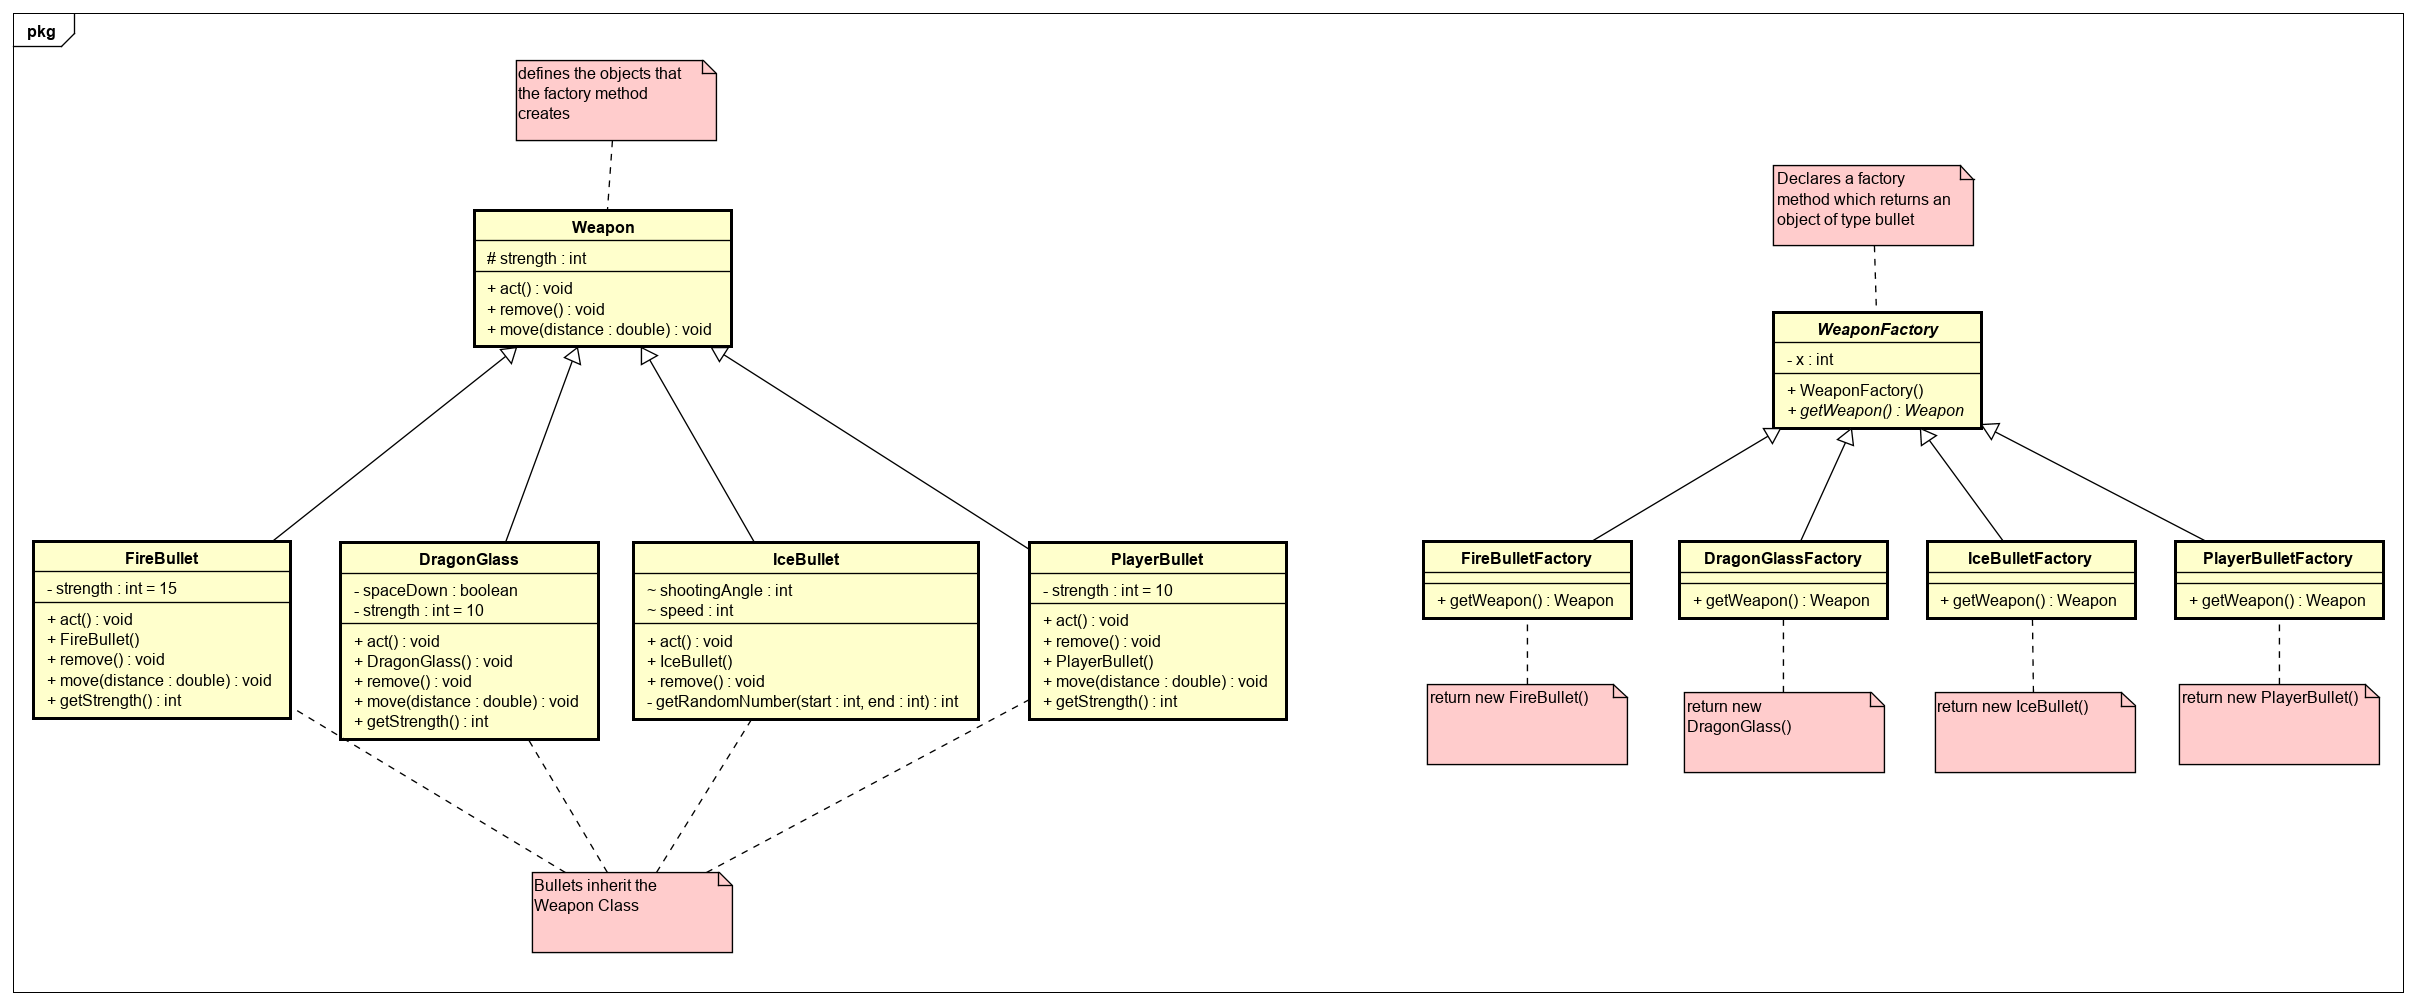 pkg
defines the objects that
the factory method
creates
Declares a factory
method which returns an
object of type bullet
Weapon
# strength : int
+ act() : void
+ remove() : void
+ move(distance : double) : void
WeaponFactory
- x : int
+ WeaponFactory()
+ getWeapon() : Weapon
FireBullet
- strength : int = 15
+ act() : void
+ FireBullet()
+ remove() : void
+ move(distance : double) : void
+ getStrength() : int
DragonGlass
- spaceDown : boolean
- strength : int = 10
+ act() : void
+ DragonGlass() : void
+ remove() : void
+ move(distance : double) : void
+ getStrength() : int
IceBullet
~ shootingAngle : int
~ speed : int
+ act() : void
+ IceBullet()
+ remove() : void
- getRandomNumber(start : int, end : int) : int
PlayerBullet
- strength : int = 10
+ act() : void
+ remove() : void
+ PlayerBullet()
+ move(distance : double) : void
+ getStrength() : int
FireBulletFactory
+ getWeapon() : Weapon
DragonGlassFactory
+ getWeapon() : Weapon
IceBulletFactory
+ getWeapon() : Weapon
PlayerBulletFactory
+ getWeapon() : Weapon
return new FireBullet()
return new
DragonGlass()
return new IceBullet()
return new PlayerBullet()
Bullets inherit the
Weapon Class